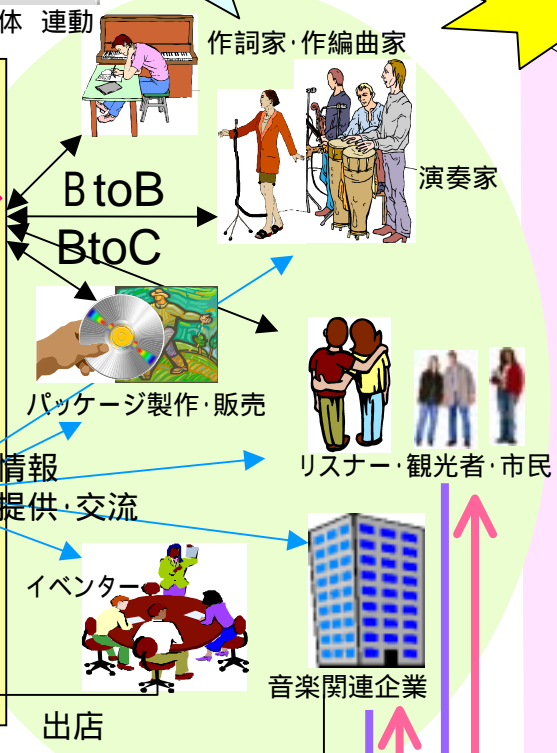 体 連動
作詞家・作編曲家
BtoB
演奏家
BtoC
パッケージ製作・販売
情報
リスナー・観光者・市民
提供・交流
イベンター
音楽関連企業
出店